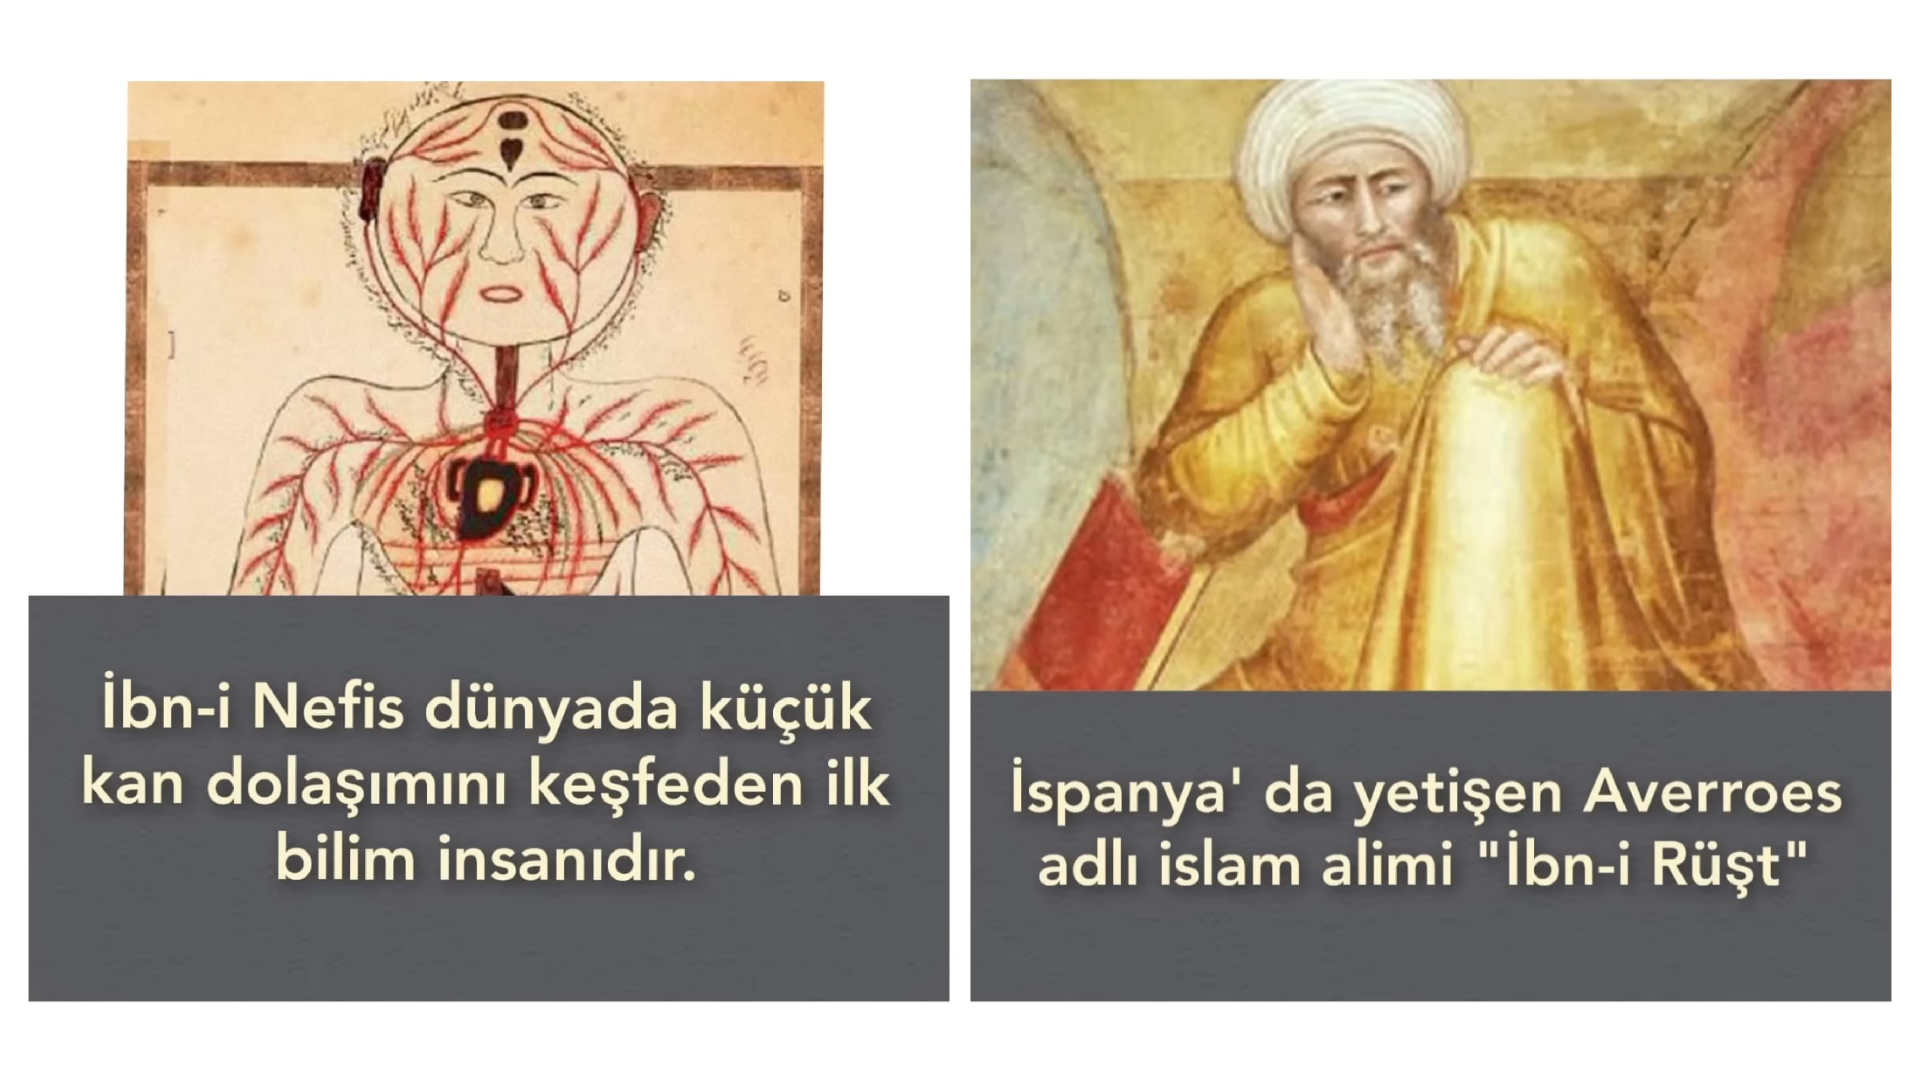 İbn-i Nefis dünyada küçük
kan dolaşımını keşfeden ilk
bilim insanıdır.
İspanya' da yetişen Averroes
adlı islam alimi "İbn-i Rüşt"